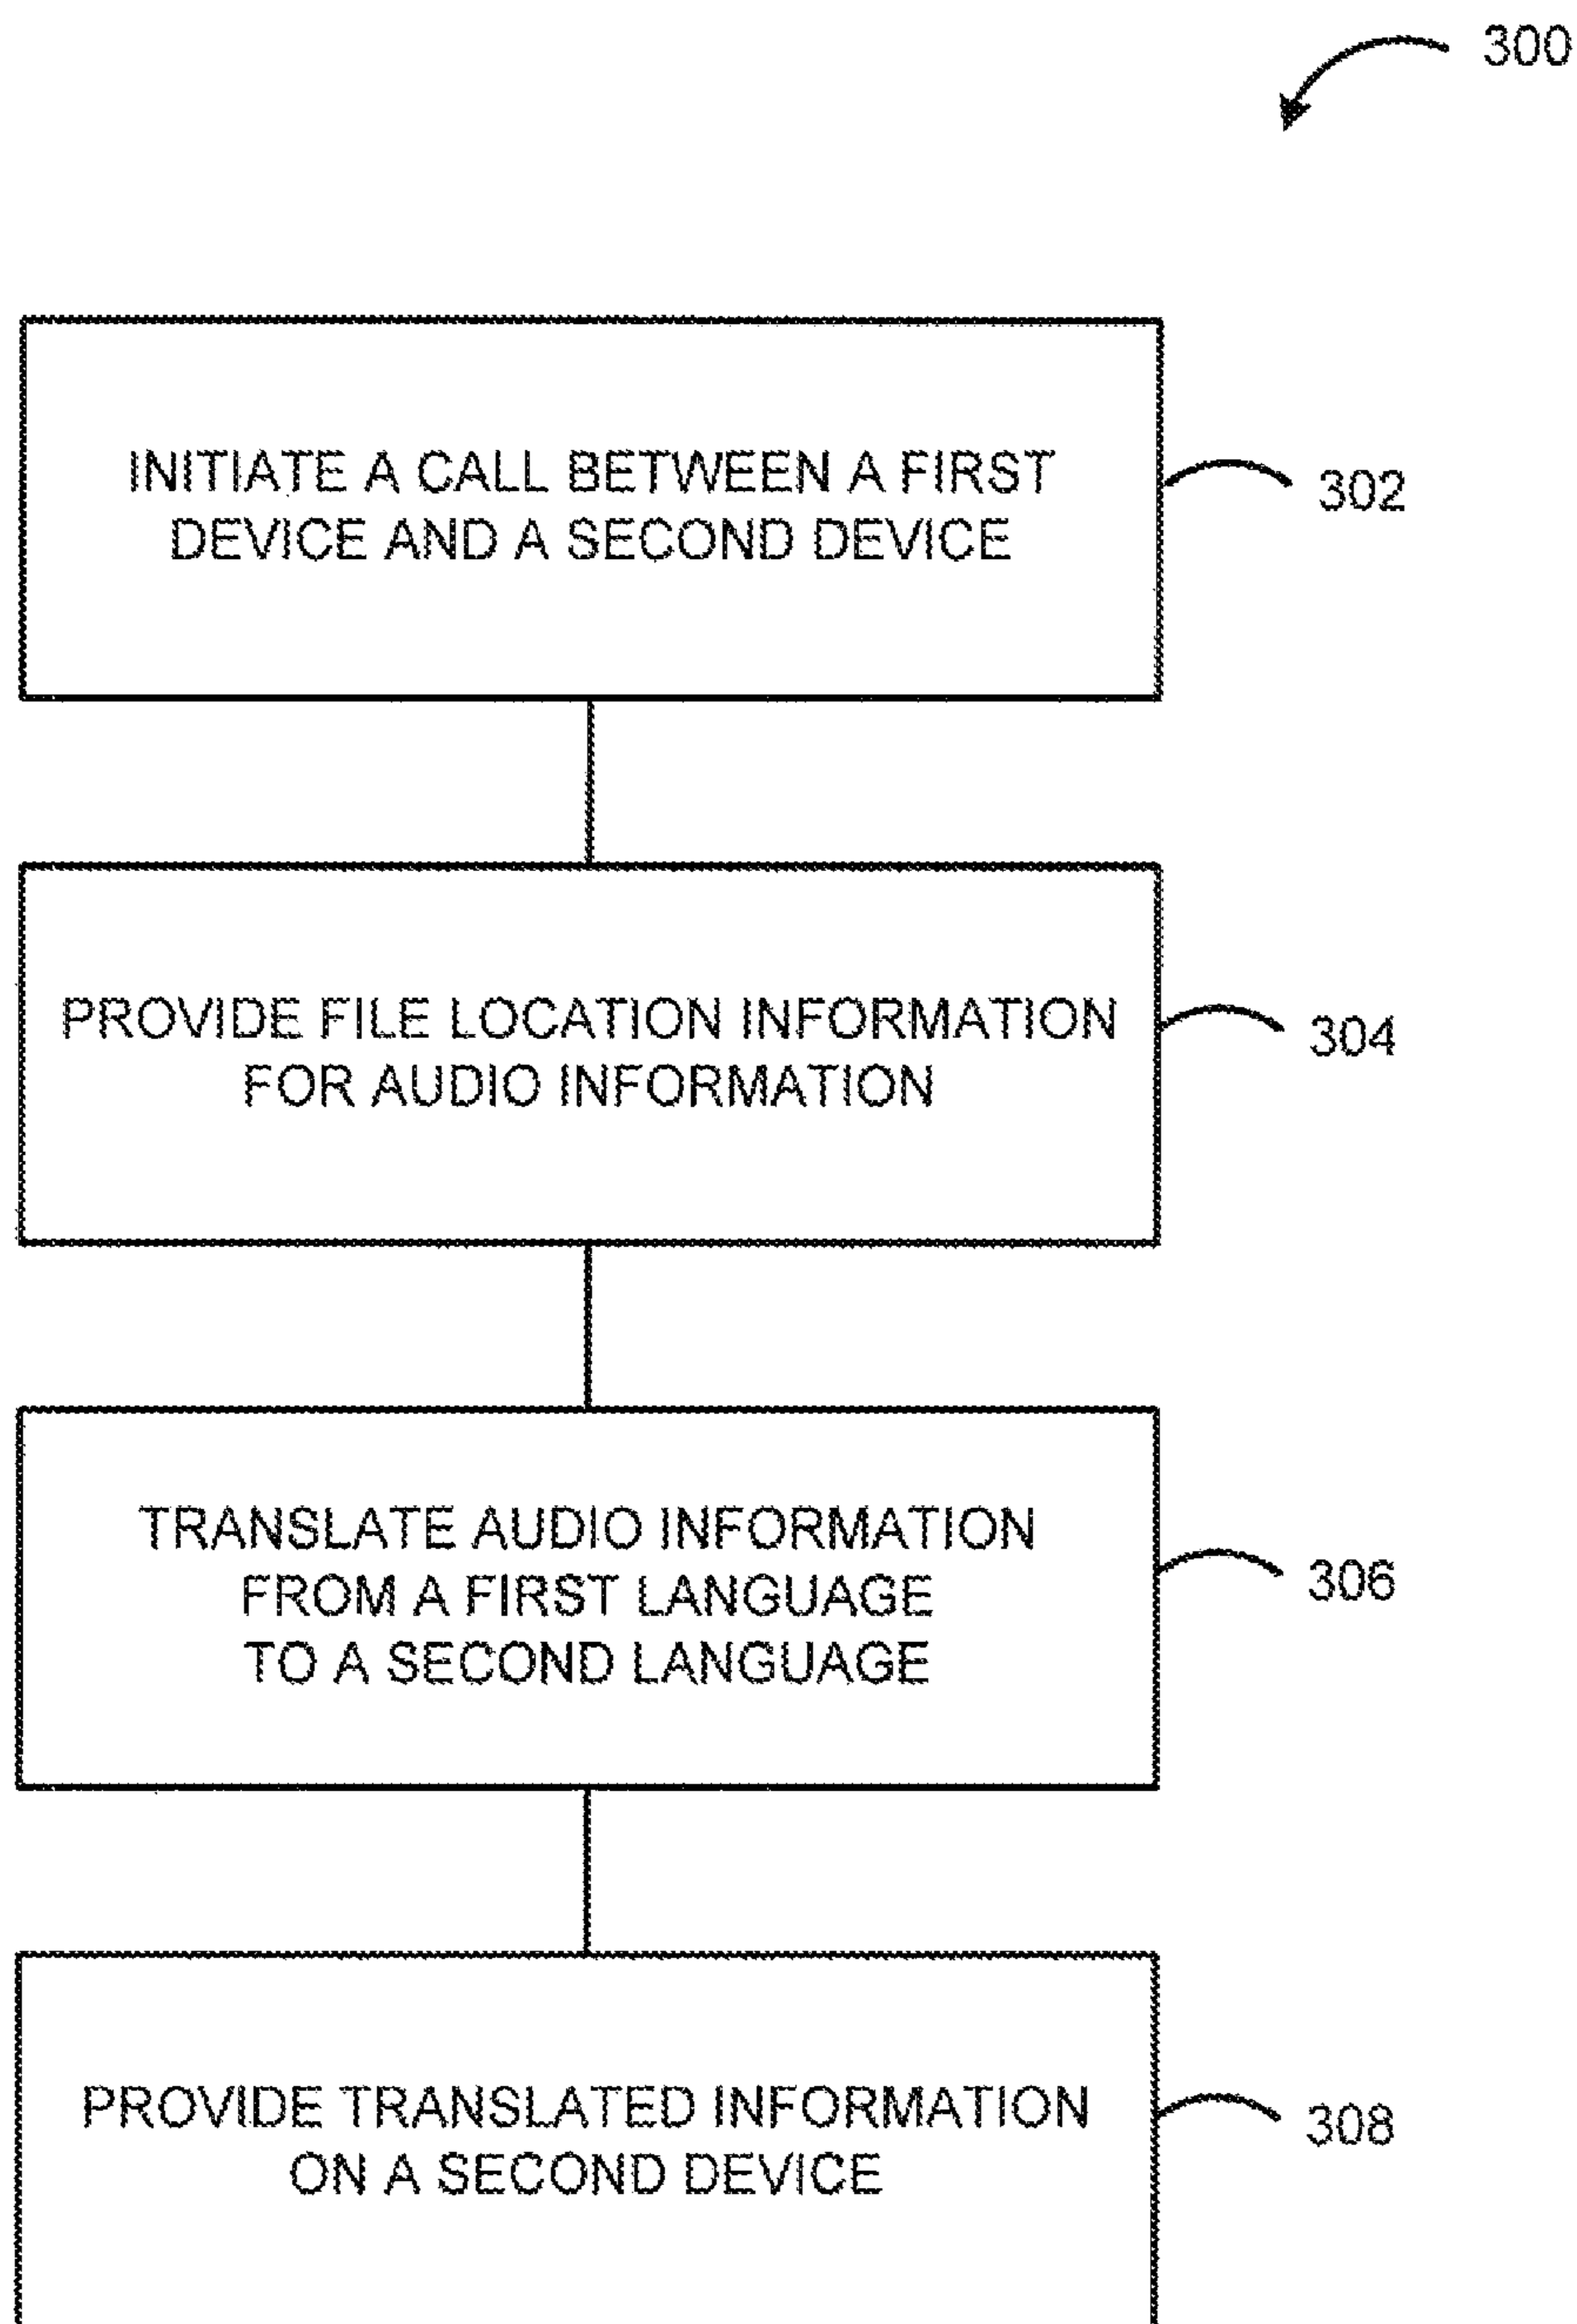 300
INITIATE A CALL BETWEEN A FIRST
DEVICE AND A SECOND DEVICE
302
PROVIDE FILE LOCATION INFORMATION
FOR AUDIO INFORMATION
304
TRANSLATE AUDIO INFORMATION
FROM A FIRST LANGUAGE
TO A SECOND LANGUAGE
306
PROVIDE TRANSLATED INFORMATION
ON A SECOND DEVICE
308